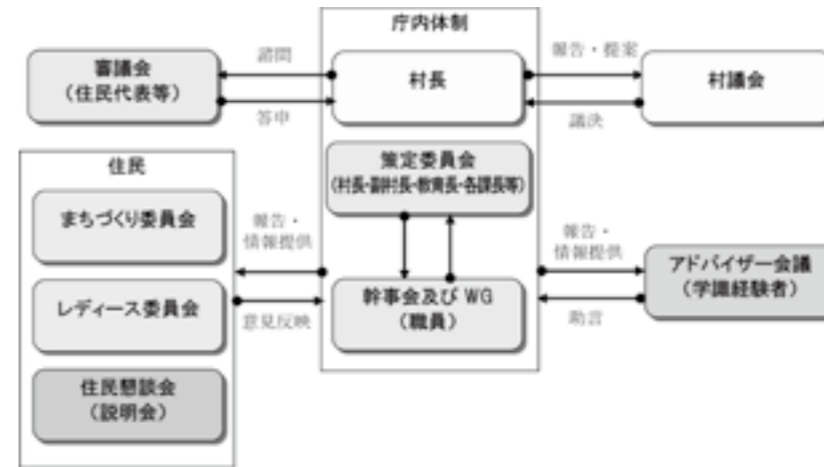 庁内体制
審議会
(住民代表等)
諮問
答申
村長
報告・提案
議決
村議会
策定委員会
(村長・副村長・教育長・各課長等)
住民
まちづくり委員会
レディース委員会
住民懇談会
(説明会)
報告・
情報提供
意見反映
幹事会及び WG
(職員)
報告・
情報提供
助言
アドバイザー会議
(学識経験者)